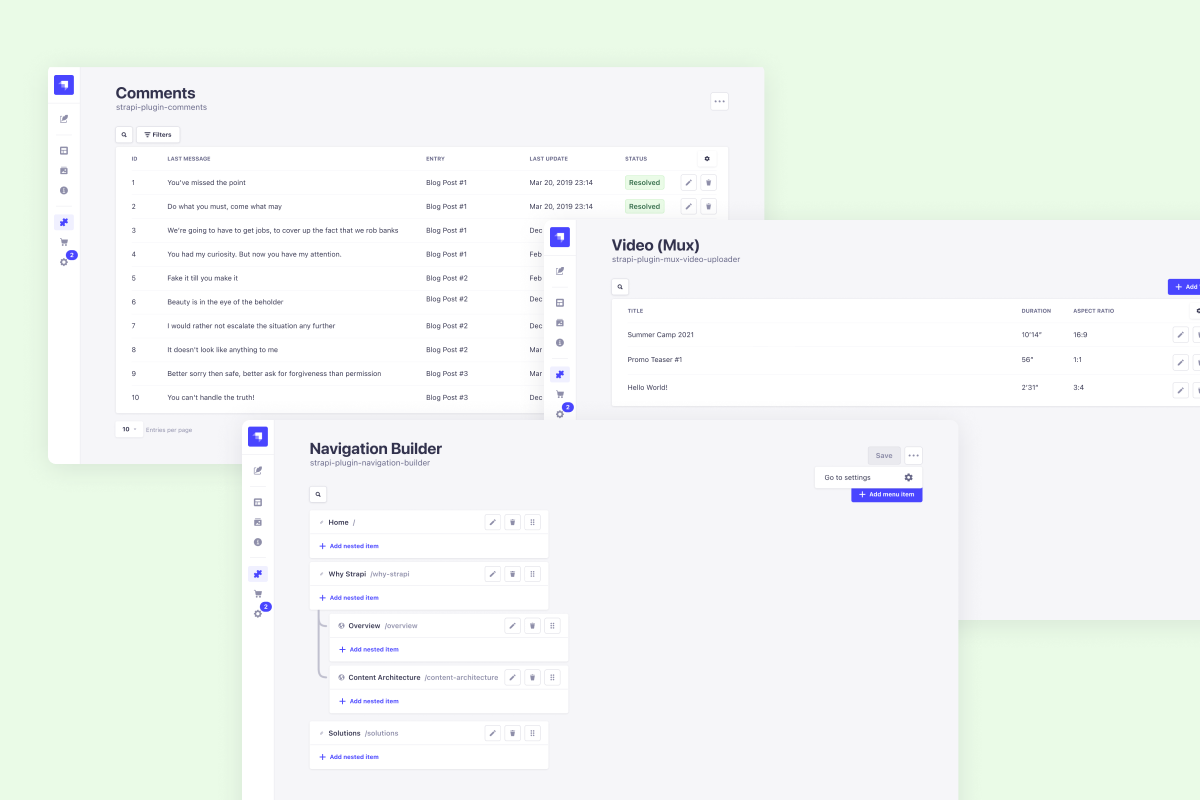 Comments
strapi-plugin-comments
Filters
ID LAST MESSAGE ENTRY LAST UPDATE STATUS
1 You've missed the point Blog Post #1 Mar 20, 2019 23:14 Resolved
2 Do what you must, come what may Blog Post #1 Mar 20, 2019 23:14 Resolved
3 We're going to have to get jobs, to cover up the fact that we rob banks Blog Post #1 Dec
4 You had my curiosity. But now you have my attention. Blog Post #1 Feb
5 Fake it till you make it Blog Post #2 Feb
6 Beauty is in the eye of the beholder Blog Post #2 Dec
7 I would rather not escalate the situation any further Blog Post #2 Dec
8 It doesn't look like anything to me Blog Post #2 Mar
9 Better sorry then safe, better ask for forgiveness than permission Blog Post #3 Mar
10 You can't handle the truth! Blog Post #3 Dec
10 Entries per page
2
Video (Mux)
strapi-plugin-mux-video-uploader
Add
TITLE DURATION ASPECT RATIO
Summer Camp 2021 10'14" 16:9
Promo Teaser #1 56" 1:1
Hello World! 2'31" 3:4
2
Navigation Builder
strapi-plugin-navigation-builder
Save
Go to settings
Add menu item
Home /
Add nested item
Why Strapi /why-strapi
Add nested item
Overview /overview
Add nested item
Content Architecture /content-architecture
Add nested item
Solutions /solutions
Add nested item
2